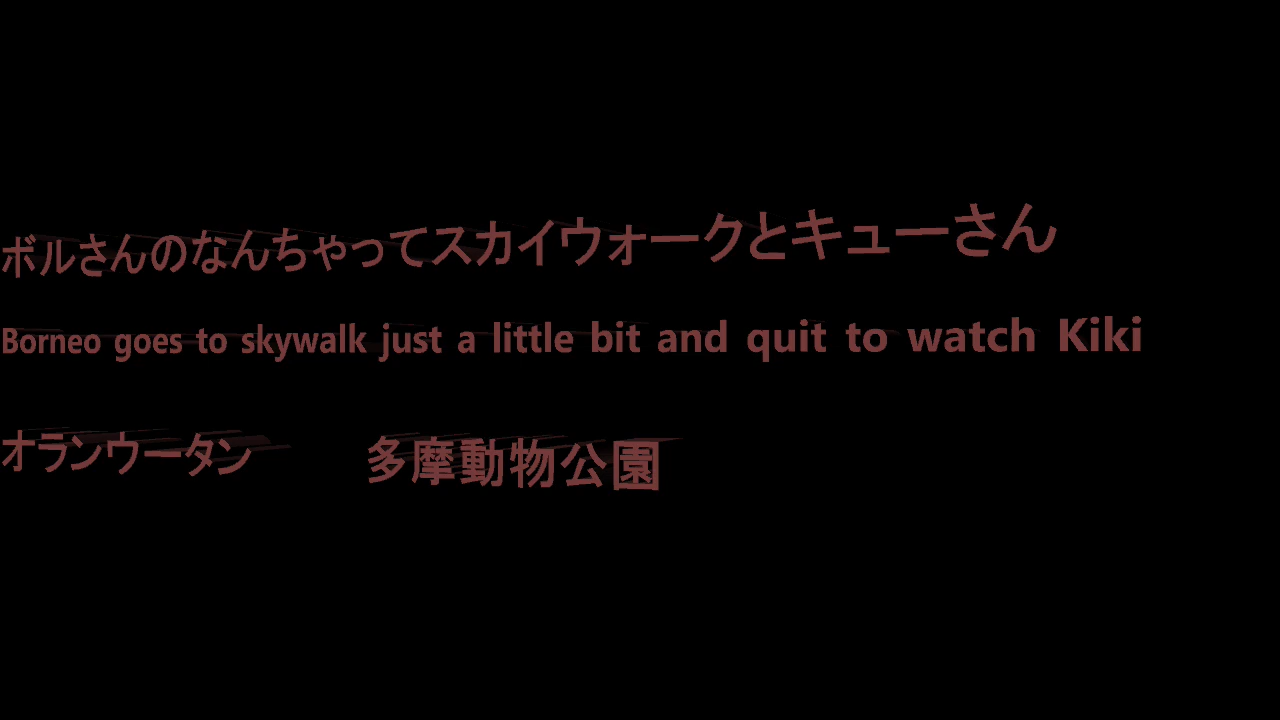 ボルさんのなんちゃってスカイウォークとキューさん
Borneo goes to skywalk just a little bit and quit to watch Kiki
オランウータン 多摩動物公園